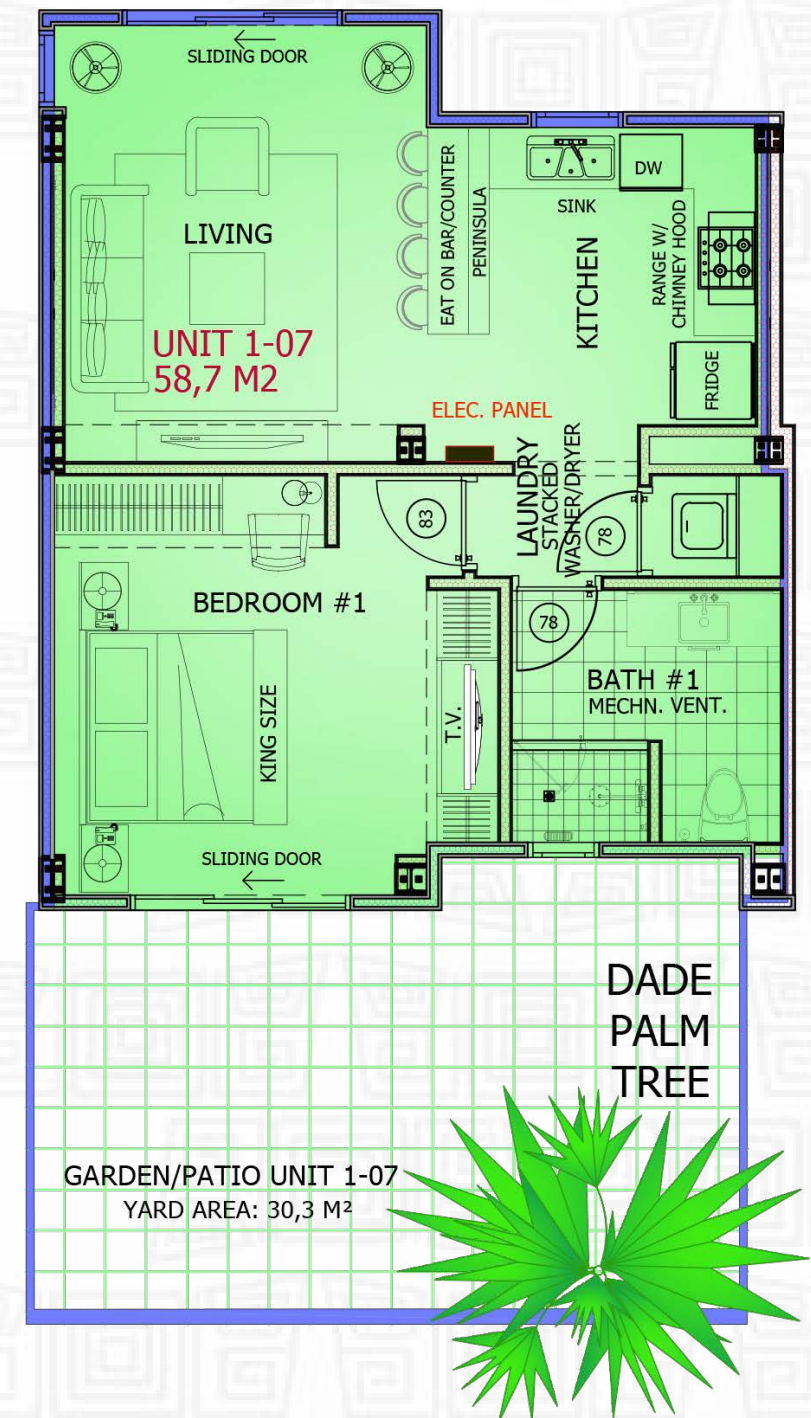 SLIDING DOOR
EAT ON BAR/COUNTER
PENINSULA
SINK
DW
LIVING
KITCHEN
RANGE W/
CHIMNEY HOOD
UNIT 1-07
58,7 M2
FRIDGE
ELEC. PANEL
LAUNDRY
STACKED
WASHER/DRYER
83
78
BEDROOM #1
78
BATH #1
MECHN. VENT.
KING SIZE
T.V.
SLIDING DOOR
DADE
PALM
TREE
GARDEN/PATIO UNIT 1-07
YARD AREA: 30,3 M²